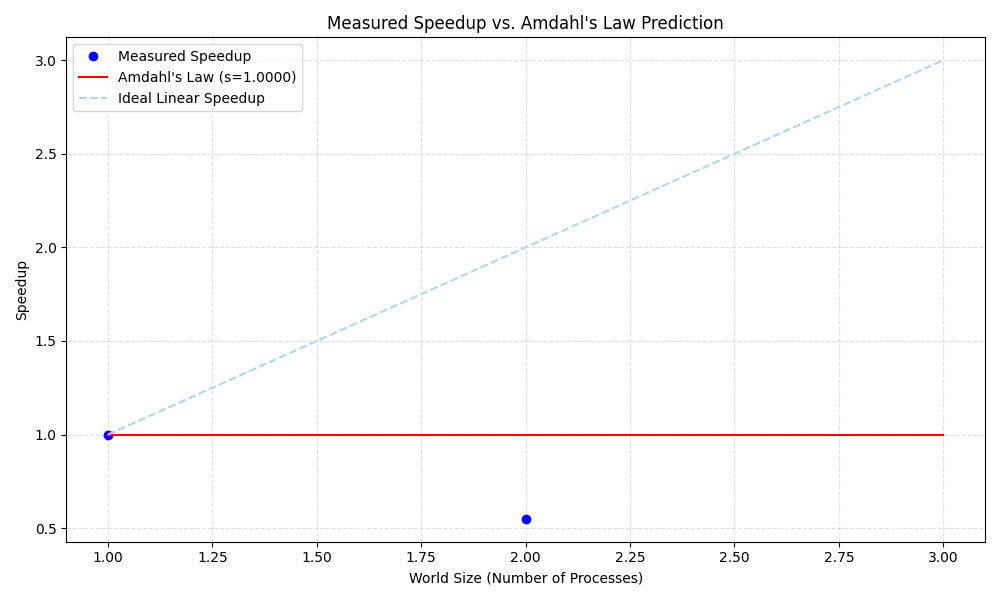 Measured Speedup vs. Amdahl's Law Prediction
Measured Speedup
Amdahl's Law (s=1.0000)
Ideal Linear Speedup
3.0
2.5
2.0
1.5
1.0
0.5
Speedup
1.00 1.25 1.50 1.75 2.00 2.25 2.50 2.75 3.00
World Size (Number of Processes)